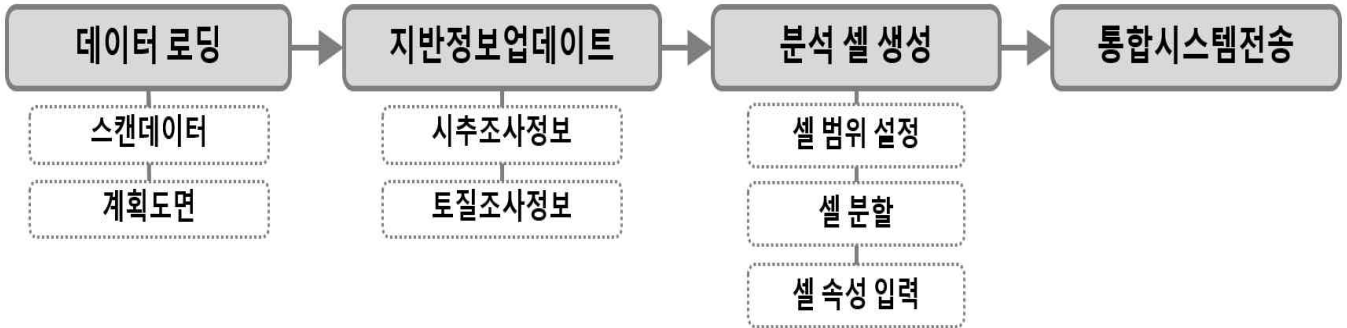 데이터 로딩
스캔데이터
계획도면
지반정보업데이트
시추조사정보
토질조사정보
분석 셀 생성
셀 범위 설정
셀 분할
셀 속성 입력
통합시스템전송